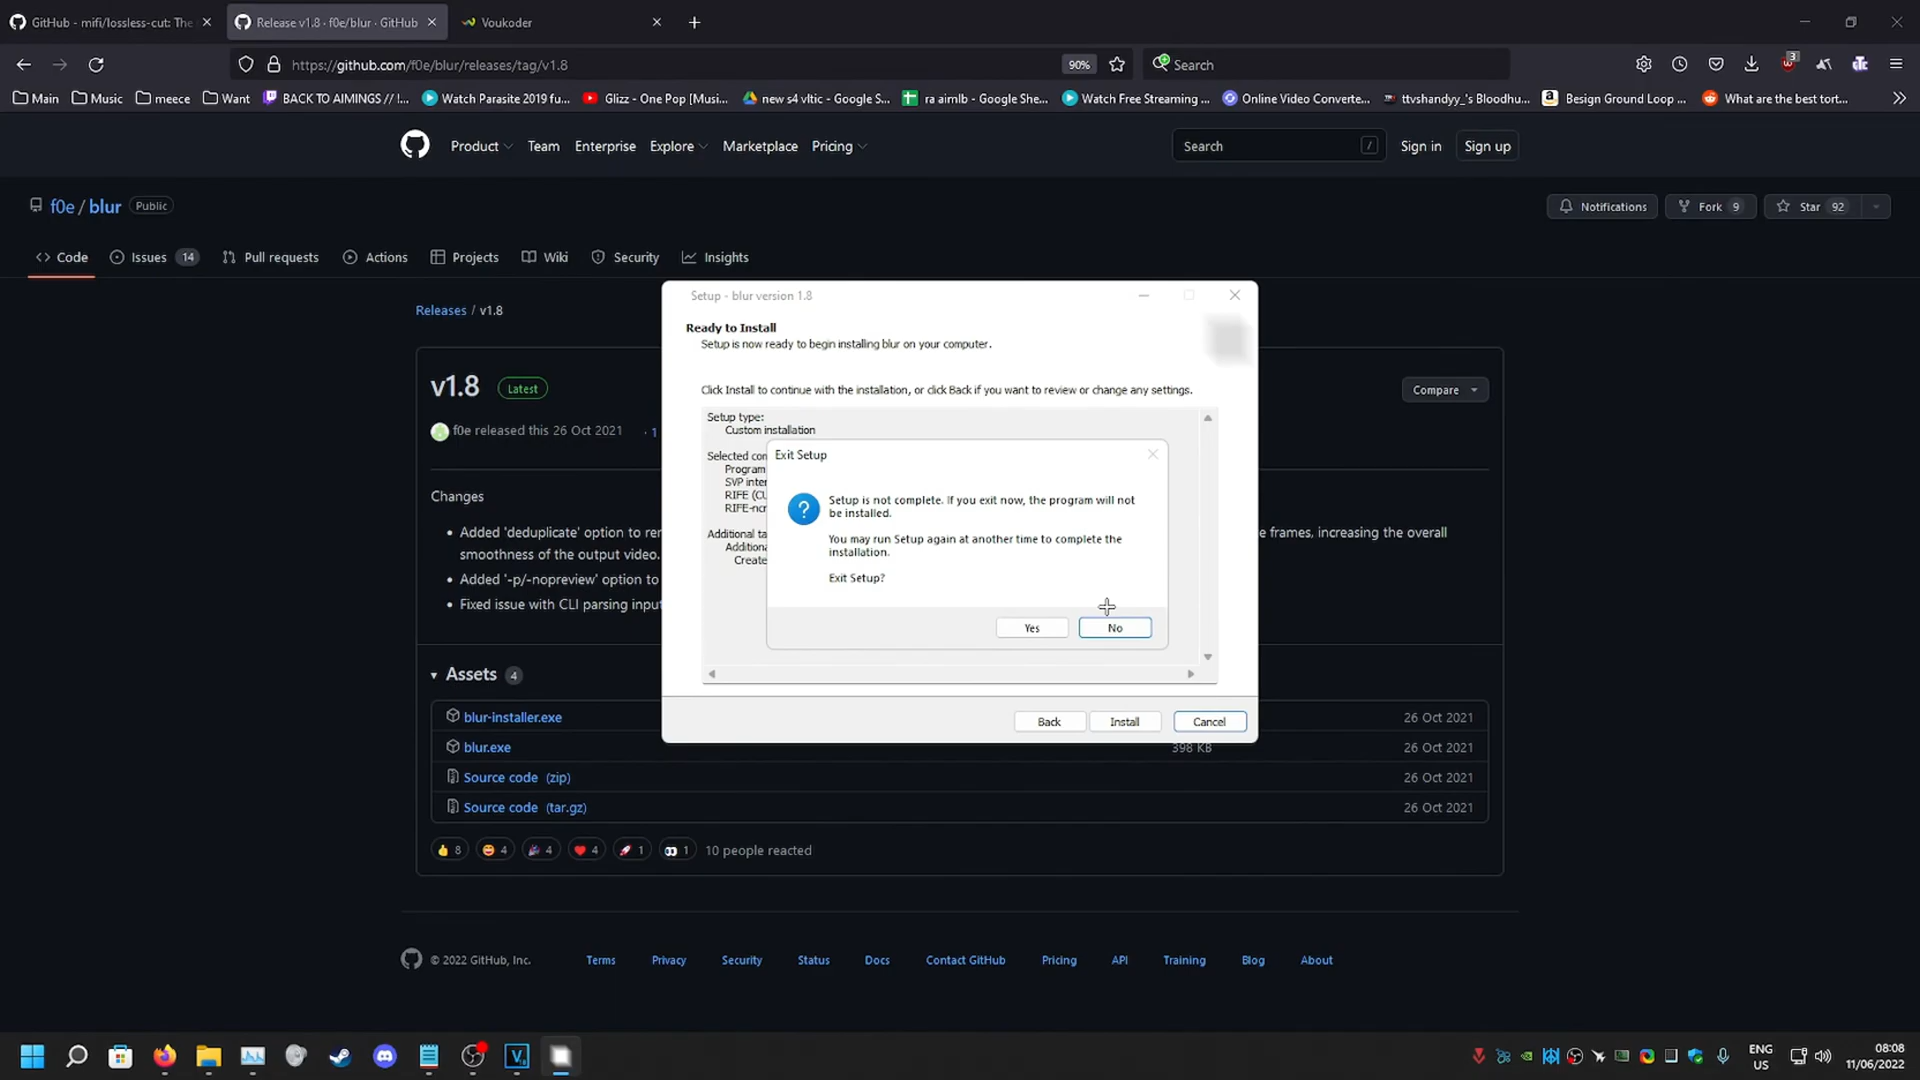 GitHub - mifi/lossless-cut: The
Release v1.8 · f0e/blur · GitHub
Voukoder
https://github.com/f0e/blur/releases/tag/v1.8
90%
Search
3
Main
Music
meece
Want
BACK TO AIMINGS // !...
Watch Parasite 2019 fu...
Glizz - One Pop [Musi...
new s4 vltic - Google S...
ra aimlb - Google She...
Watch Free Streaming ...
Online Video Converte...
ttvshandyy_'s Bloodhu...
Besign Ground Loop ...
What are the best tort...
Product
Team
Enterprise
Explore
Marketplace
Pricing
Search
/
Sign in
Sign up
f0e / blur
Public
Notifications
Fork 9
Star 92
Code
Issues 14
Pull requests
Actions
Projects
Wiki
Security
Insights
Releases / v1.8
v1.8
Latest
Compare
f0e released this 26 Oct 2021
· 1
Changes
Added 'deduplicate' option to re
e frames, increasing the overall
smoothness of the output video.
Added '-p/-nopreview' option to
Fixed issue with CLI parsing input
Assets 4
blur-installer.exe
26 Oct 2021
blur.exe
398 KB
26 Oct 2021
Source code (zip)
26 Oct 2021
Source code (tar.gz)
26 Oct 2021
8
4
4
4
1
1
10 people reacted
© 2022 GitHub, Inc.
Terms
Privacy
Security
Status
Docs
Contact GitHub
Pricing
API
Training
Blog
About
Setup - blur version 1.8
Ready to Install
Setup is now ready to begin installing blur on your computer.
Click Install to continue with the installation, or click Back if you want to review or change any settings.
Setup type:
Custom installation
Selected con
Program
SVP inter
RIFE (CU
RIFE-ncn
Additional ta
Additiona
Create
Back
Install
Cancel
Exit Setup
?
Setup is not complete. If you exit now, the program will not
be installed.
You may run Setup again at another time to complete the
installation.
Exit Setup?
Yes
No
ENG
US
08:08
11/06/2022